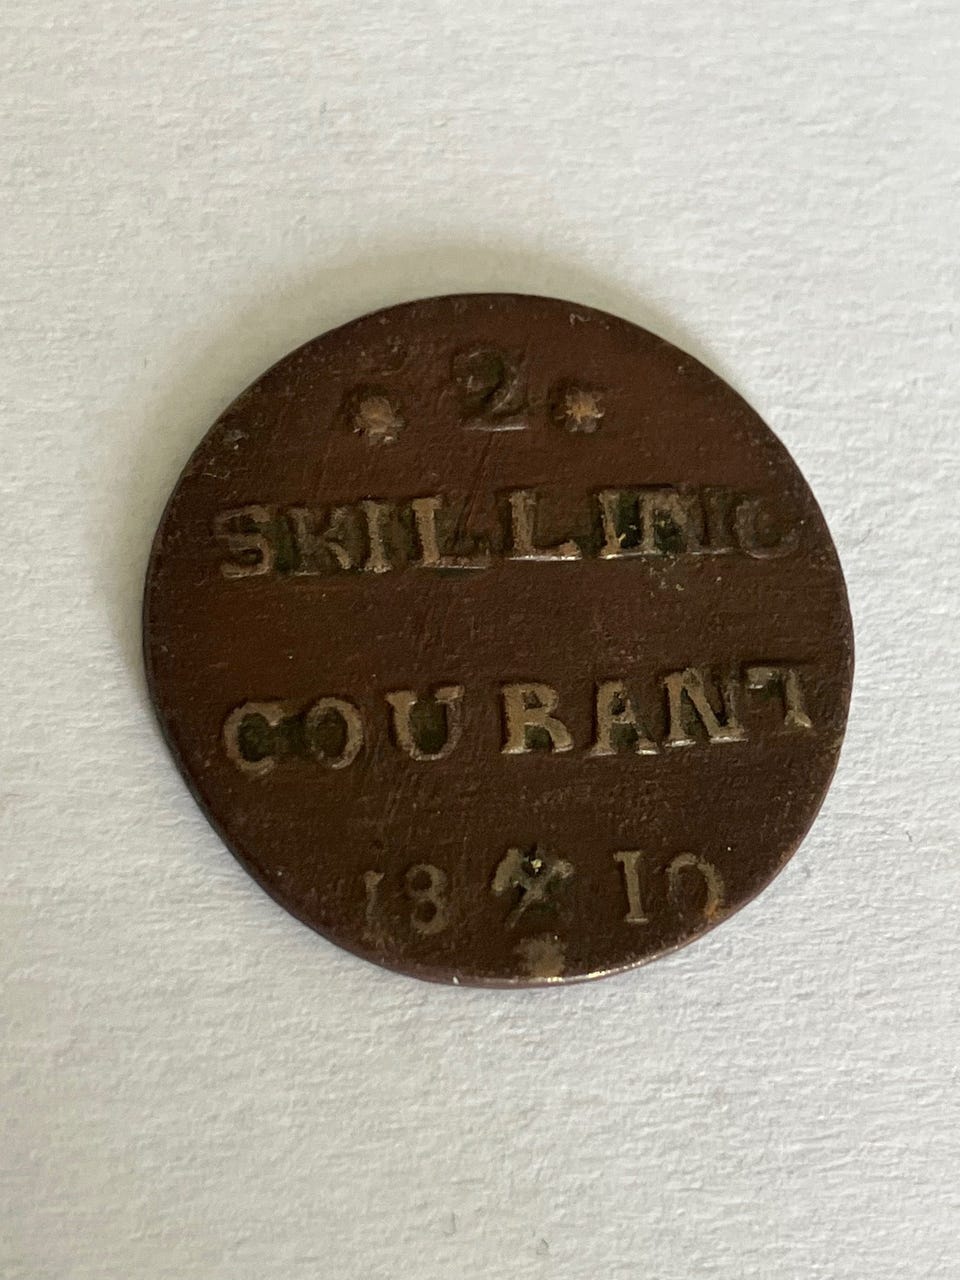 . 2 .
SKILLING
COURANT
18 ⚒ 10